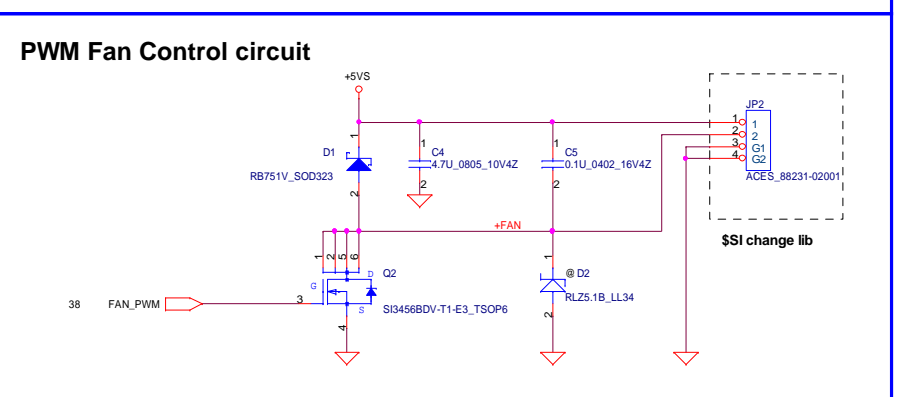 PWM Fan Control circuit
+5VS
JP2
1
1
2
2
3
G1
4
G2
ACES_88231-02001
D1
1
2
RB751V_SOD323
C4
1
4.7U_0805_10V4Z
2
C5
1
0.1U_0402_16V4Z
2
$SI change lib
+FAN
1
2
5
6
D
Q2
G
S
3
4
SI3456BDV-T1-E3_TSOP6
38 FAN_PWM
1
@ D2
RLZ5.1B_LL34
2